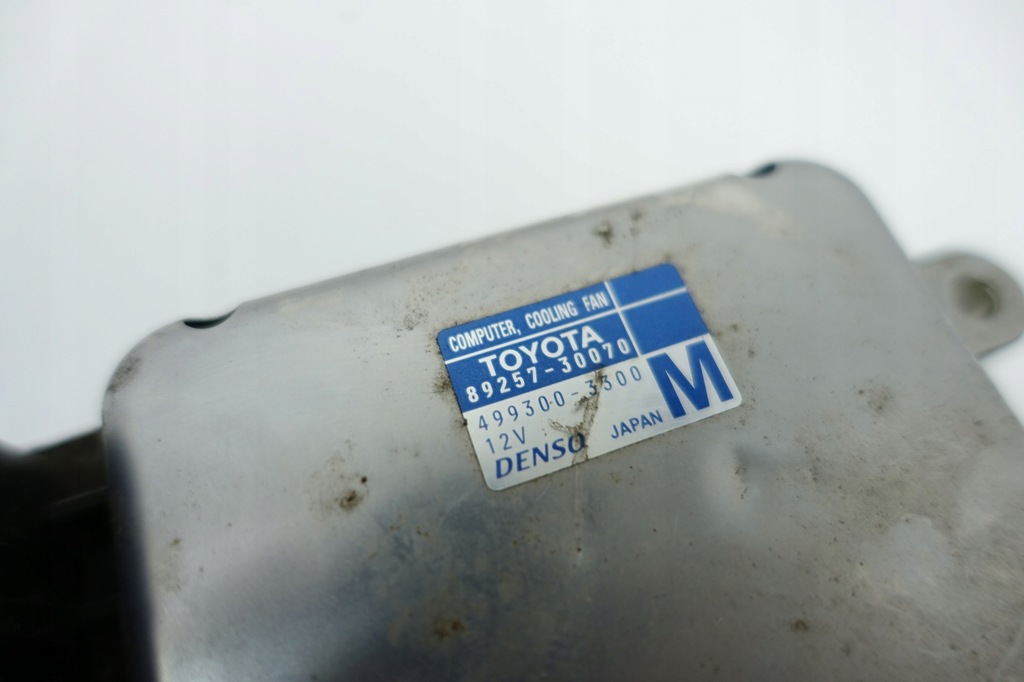 COMPUTER, COOLING FAN
TOYOTA
89257-30070
499300-3300
12V
DENSO JAPAN
M